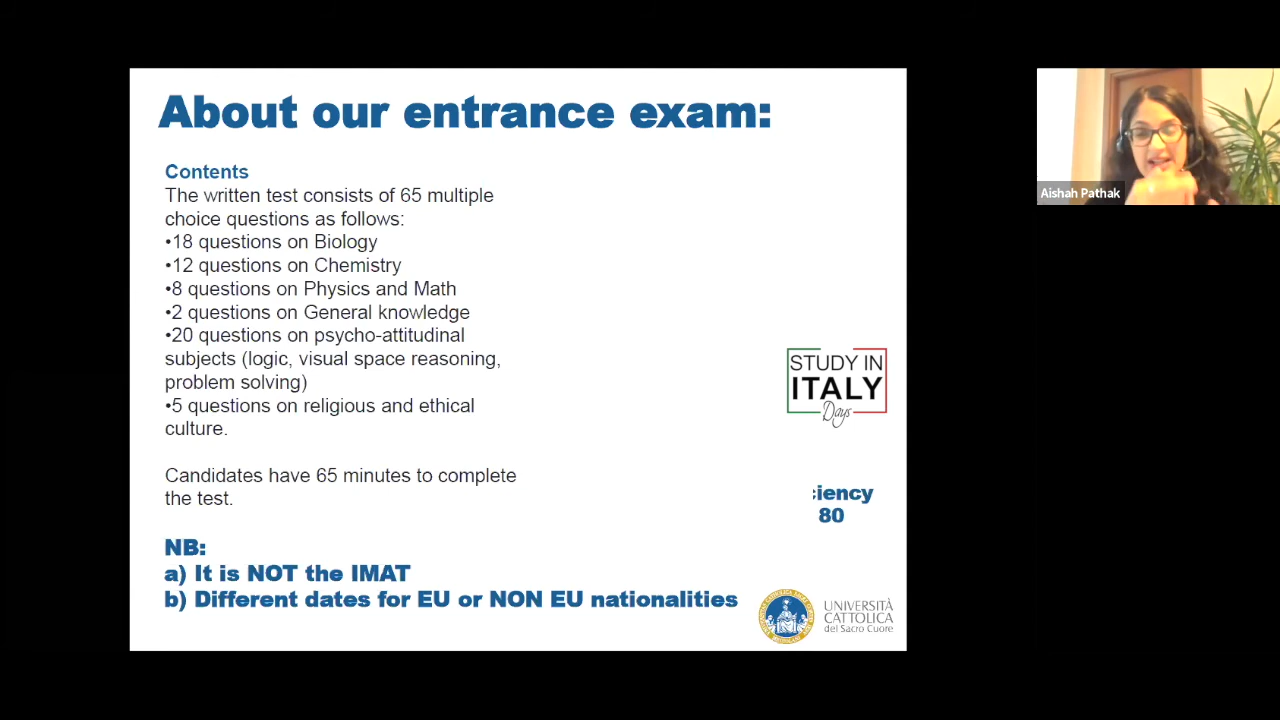 About our entrance exam:
Contents
The written test consists of 65 multiple
choice questions as follows:
•18 questions on Biology
•12 questions on Chemistry
•8 questions on Physics and Math
•2 questions on General knowledge
•20 questions on psycho-attitudinal
subjects (logic, visual space reasoning,
problem solving)
•5 questions on religious and ethical
culture.
Candidates have 65 minutes to complete
the test.
NB:
a) It is NOT the IMAT
b) Different dates for EU or NON EU nationalities
STUDY IN
ITALY
Days
ciency
80
UNIVERSITÀ
CATTOLICA
del Sacro Cuore
Aishah Pathak